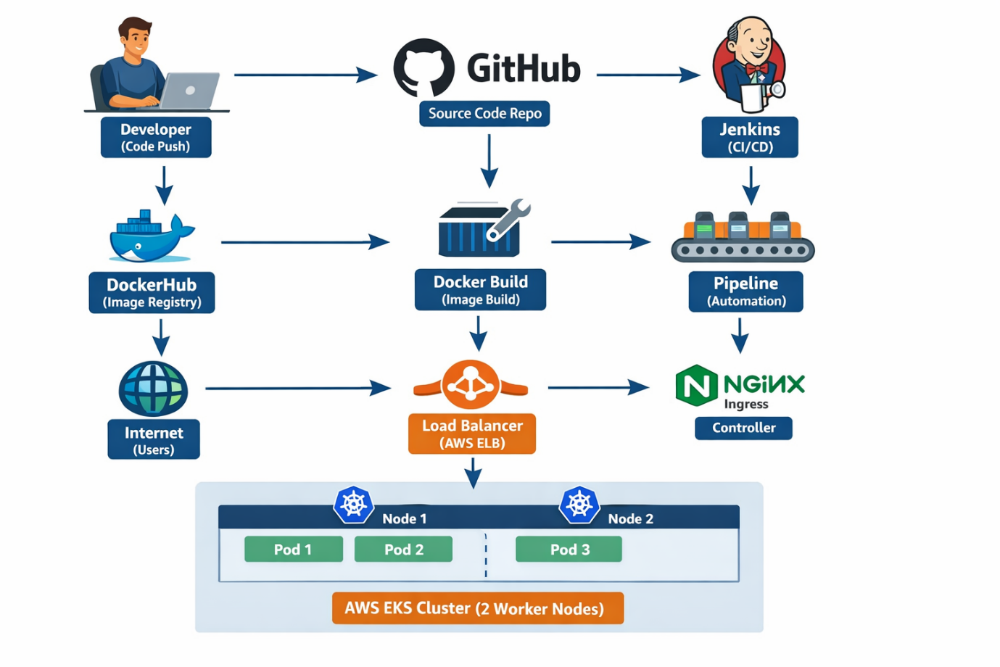 GitHub
Source Code Repo
Developer
(Code Push)
Jenkins
(CI/CD)
DockerHub
(Image Registry)
Docker Build
(Image Build)
Pipeline
(Automation)
Internet
(Users)
Load Balancer
(AWS ELB)
N NGiNX
Ingress
Controller
Node 1
Node 2
Pod 1
Pod 2
Pod 3
AWS EKS Cluster (2 Worker Nodes)